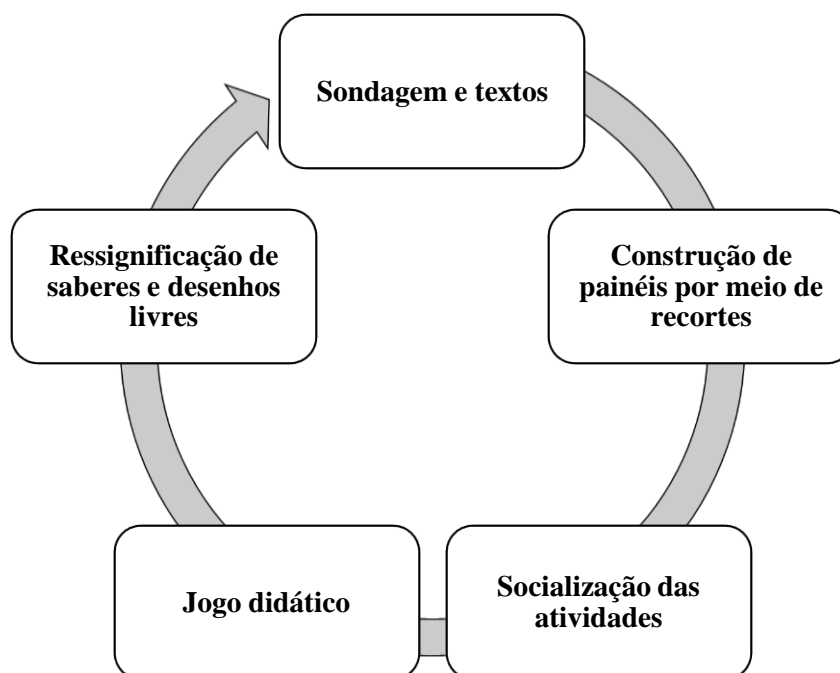 Sondagem e textos
Construção de
painéis por meio de
recortes
Socialização das
atividades
Jogo didático
Ressignificação de
saberes e desenhos
livres